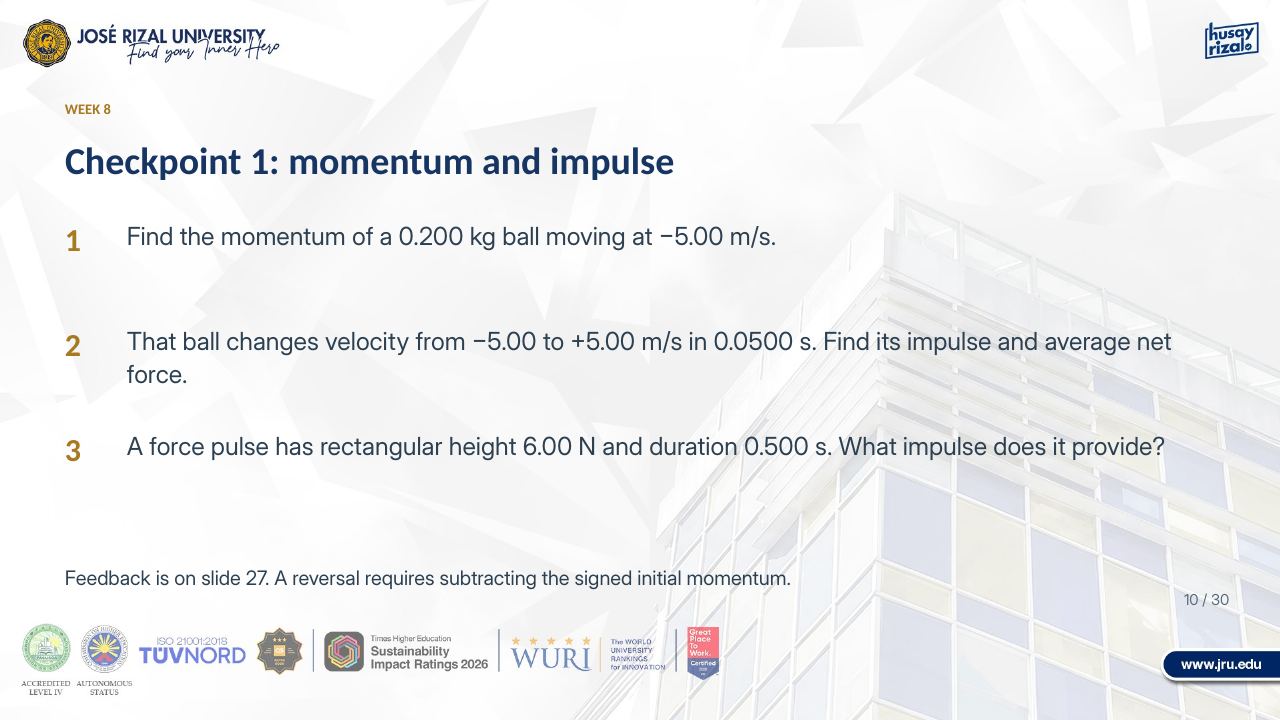 JOSÉ RIZAL UNIVERSITY
Find your Inner Hero
husay
rizal
WEEK 8
Checkpoint 1: momentum and impulse
1
Find the momentum of a 0.200 kg ball moving at −5.00 m/s.
2
That ball changes velocity from −5.00 to +5.00 m/s in 0.0500 s. Find its impulse and average net
force.
3
A force pulse has rectangular height 6.00 N and duration 0.500 s. What impulse does it provide?
Feedback is on slide 27. A reversal requires subtracting the signed initial momentum.
10 / 30
ACCREDITED
LEVEL IV
AUTONOMOUS
STATUS
ISO 21001:2018
TÜVNORD
Times Higher Education
Sustainability
Impact Ratings 2026
WURI
The WORLD
UNIVERSITY
RANKINGS
for INNOVATION
Great
Place
To
Work.
Certified
www.jru.edu